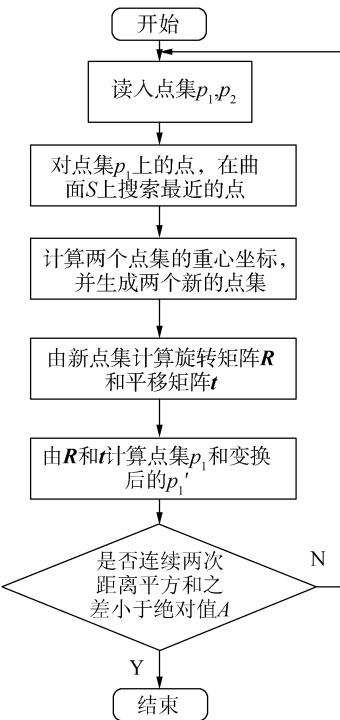 开始
读入点集p₁,p₂
对点集p₁上的点，在曲
面S上搜索最近的点
计算两个点集的重心坐标，
并生成两个新的点集
由新点集计算旋转矩阵R
和平移矩阵t
由R和t计算点集p₁和变换
后的p₁′
是否连续两次
距离平方和之
差小于绝对值A
N
Y
结束